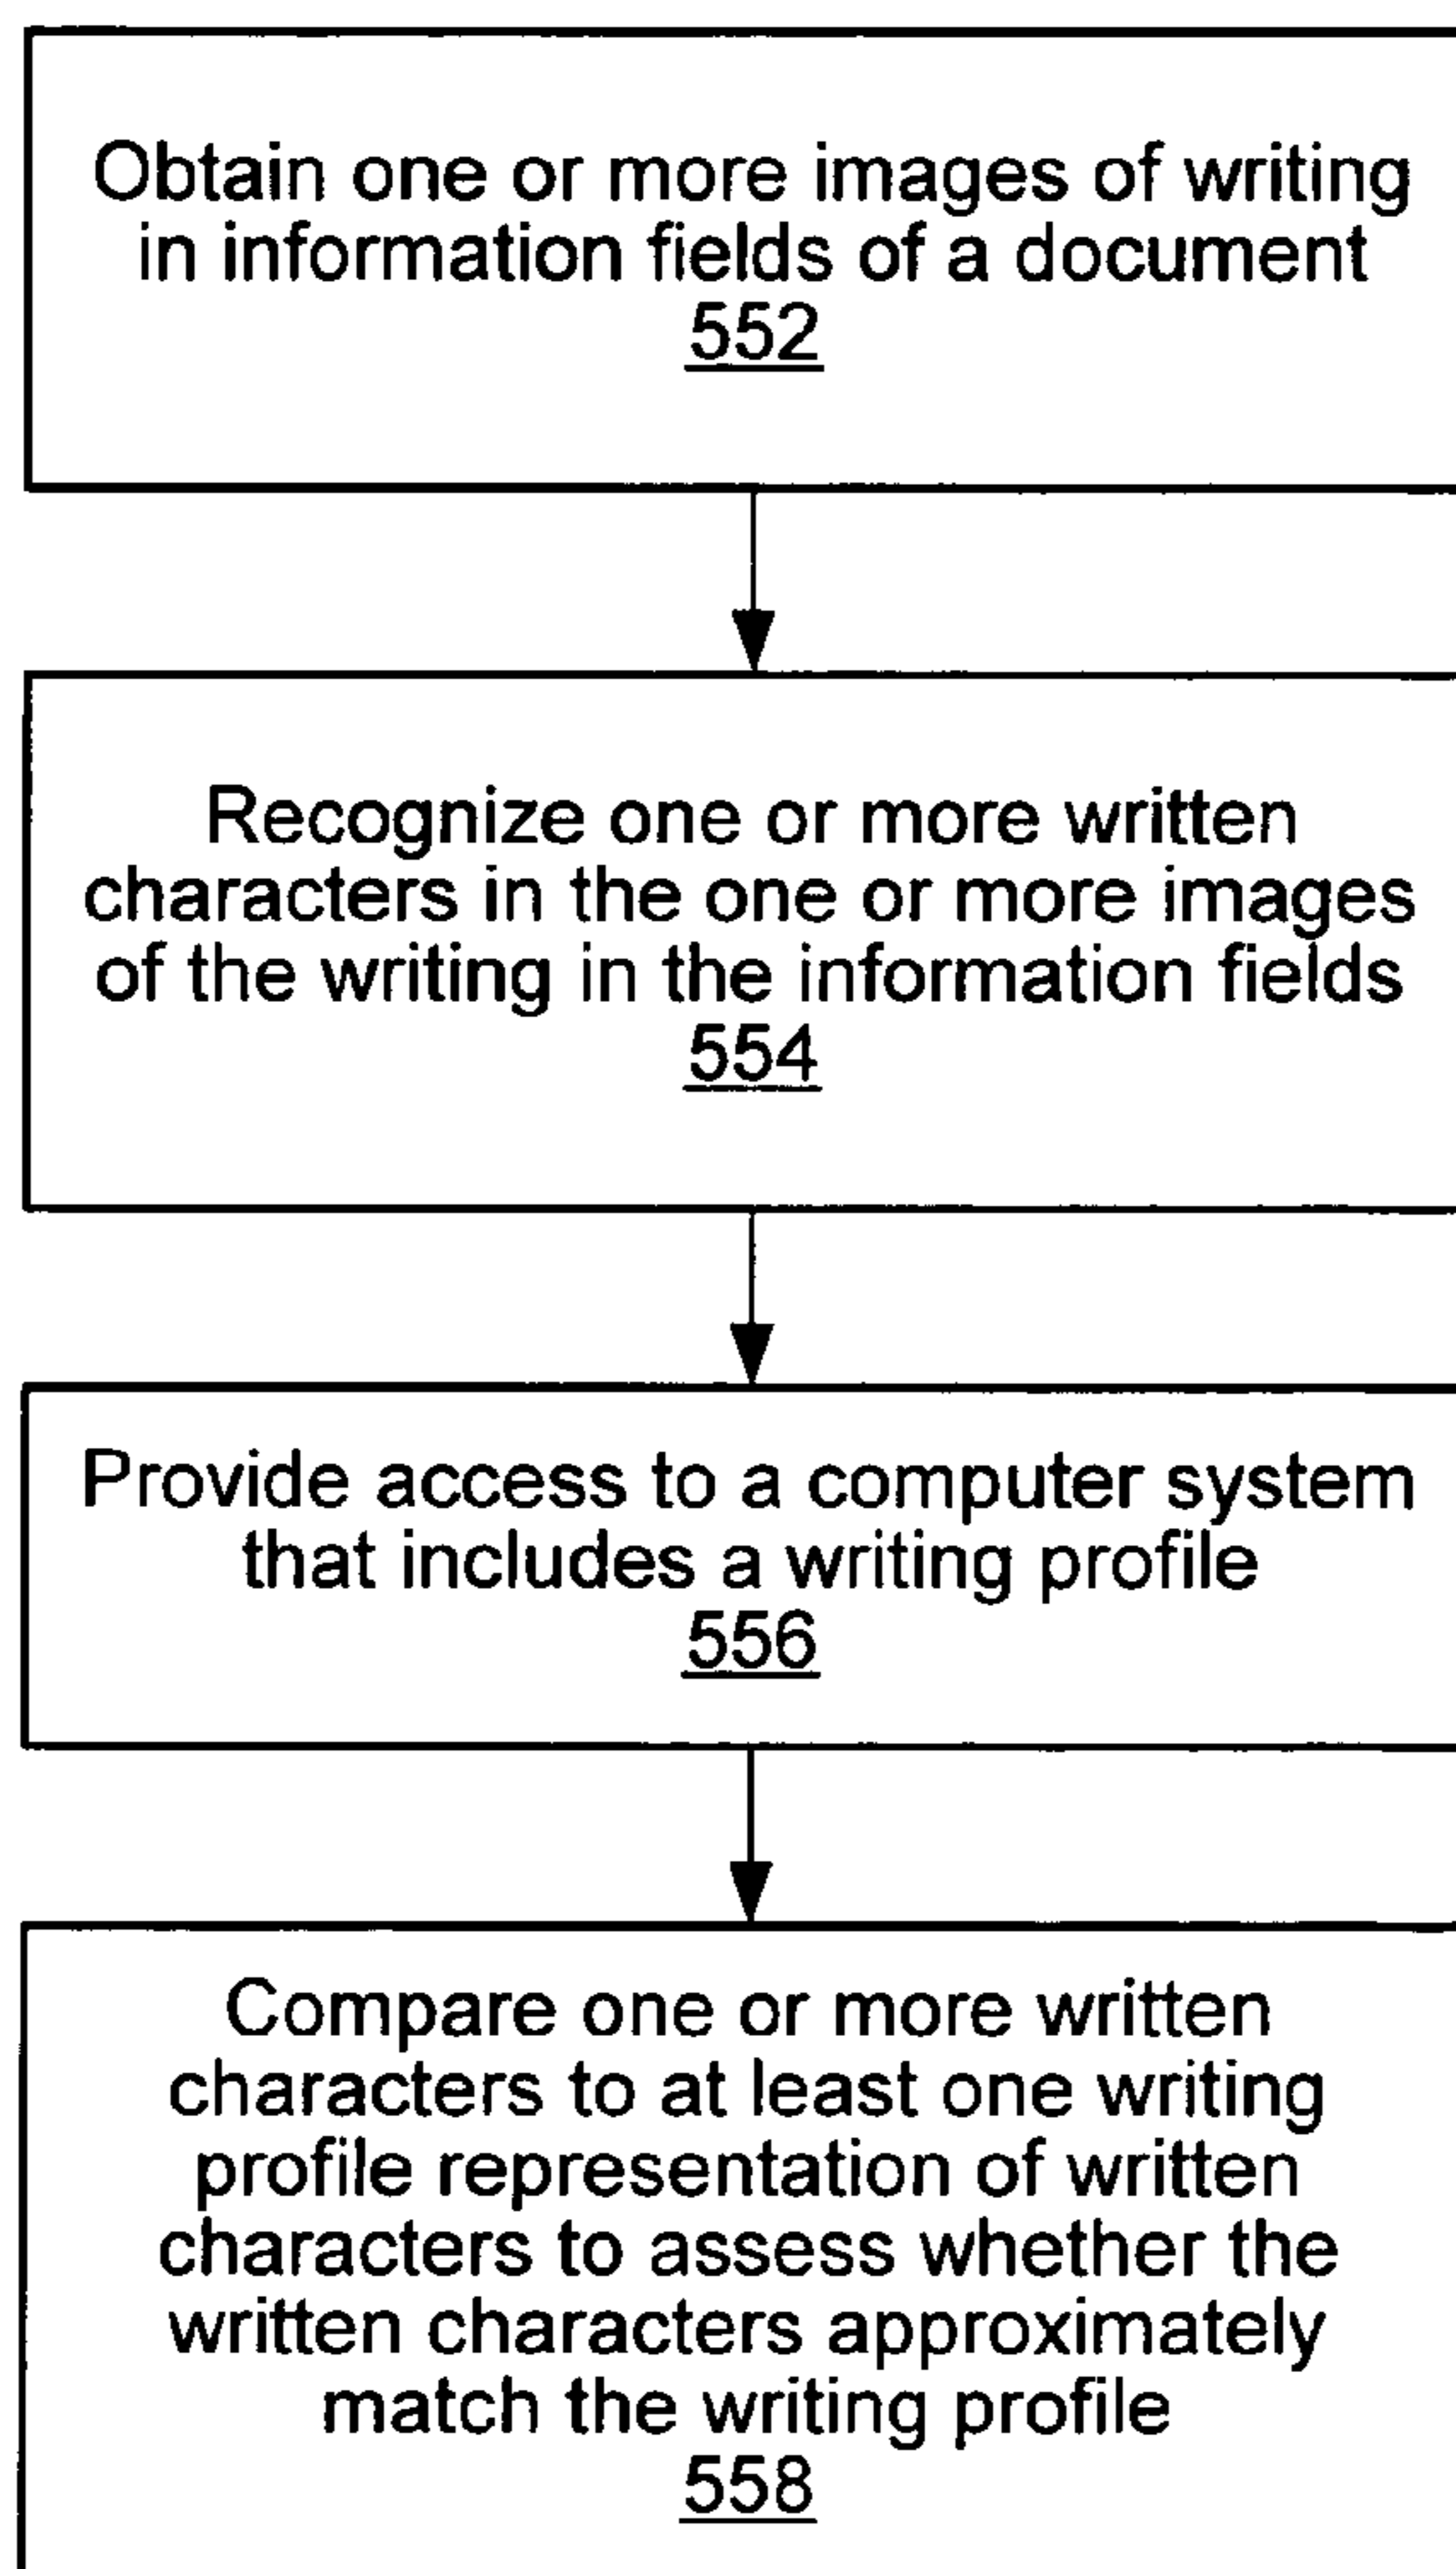 Obtain one or more images of writing
in information fields of a document
552
Recognize one or more written
characters in the one or more images
of the writing in the information fields
554
Provide access to a computer system
that includes a writing profile
556
Compare one or more written
characters to at least one writing
profile representation of written
characters to assess whether the
written characters approximately
match the writing profile
558